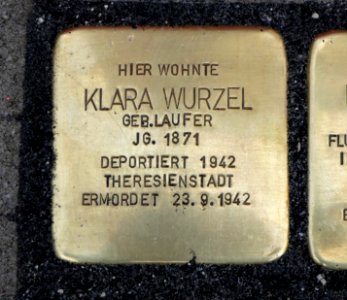 HIER WOHNTE
KLARA WURZEL
GEB.LAUFER
JG. 1871
DEPORTIERT 1942
THERESIENSTADT
ERMORDET 23.9.1942